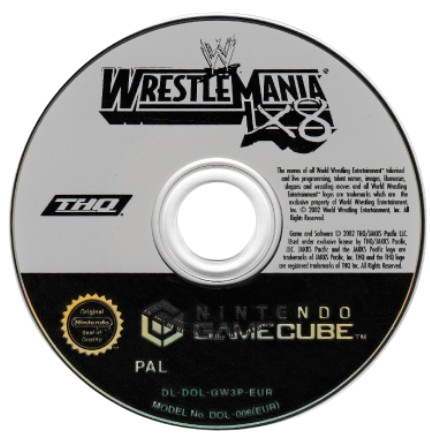 W
WRESTLEMANIA
X8
THQ
The names of all World Wrestling Entertainment™ televised
and live programming, talent names, images, likenesses,
slogans and wrestling moves and all World Wrestling
Entertainment™ logos are trademarks which are the
exclusive property of World Wrestling Entertainment,
Inc. © 2002 World Wrestling Entertainment, Inc. All
Rights Reserved.
Game and Software © 2002 THQ/JAKKS Pacific, LLC.
Used under exclusive license by THQ/JAKKS Pacific,
LLC. JAKKS Pacific and the JAKKS Pacific logo are
trademarks of JAKKS Pacific, Inc. THQ and the THQ logo
are registered trademarks of THQ Inc. All Rights Reserved.
Original
Nintendo
Seal of
Quality
NINTENDO
GAMECUBE™
PAL
DL-DOL-GW3P-EUR
MODEL No. DOL-006(EUR)